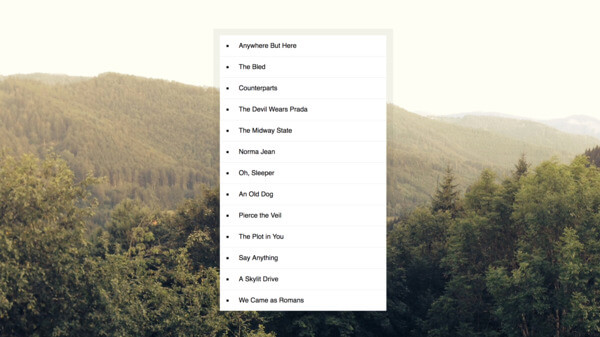 Anywhere But Here
The Bled
Counterparts
The Devil Wears Prada
The Midway State
Norma Jean
Oh, Sleeper
An Old Dog
Pierce the Veil
The Plot in You
Say Anything
A Skylit Drive
We Came as Romans